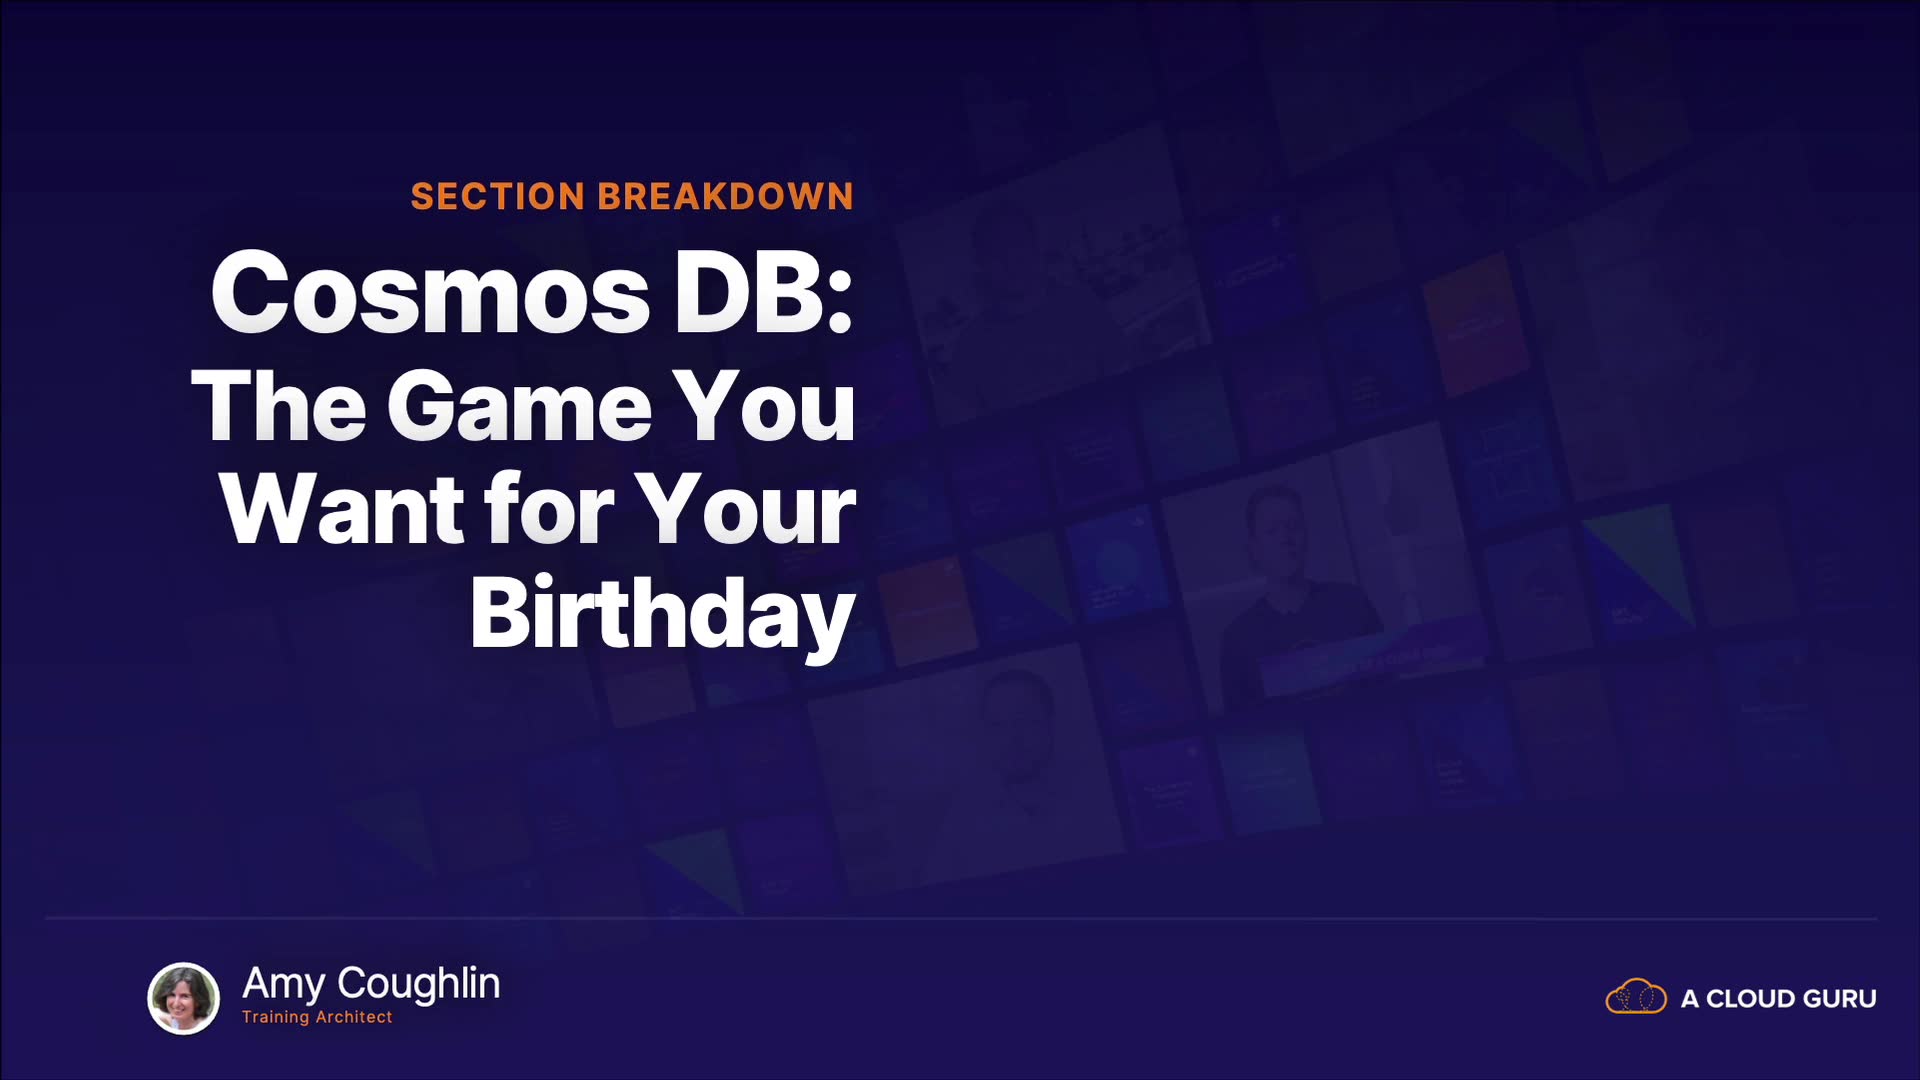 SECTION BREAKDOWN
Cosmos DB:
The Game You
Want for Your
Birthday
Amy Coughlin
Training Architect
A CLOUD GURU